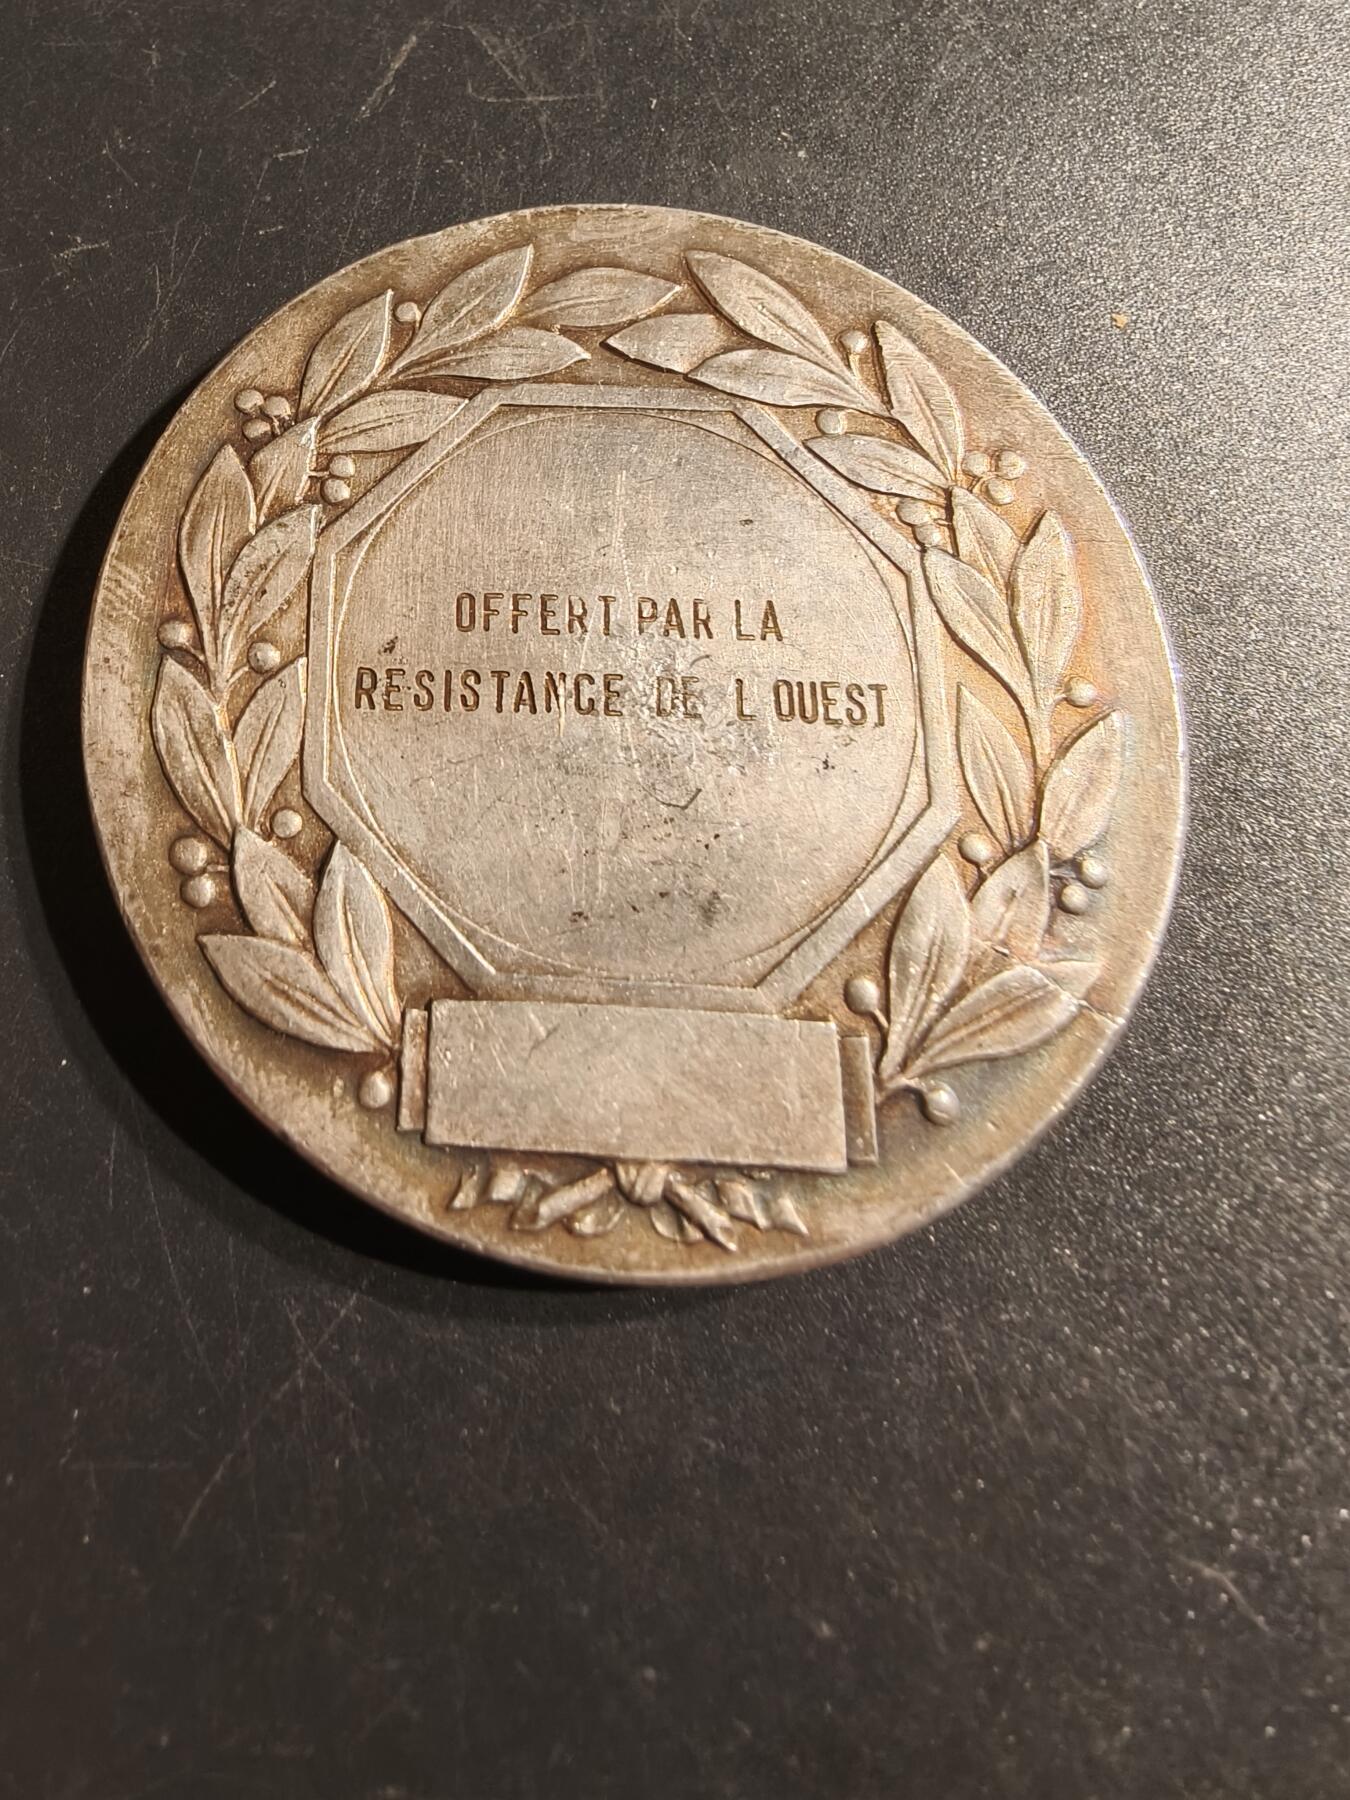 OFFERT PAR LA
RESISTANCE DE L OUEST